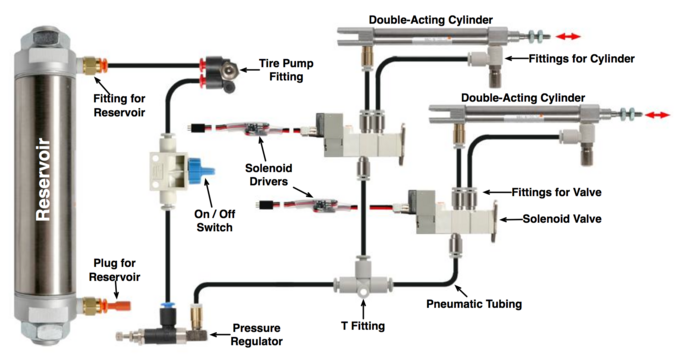 Double-Acting Cylinder
Tire Pump
Fitting
Fittings for Cylinder
Fitting for
Reservoir
Double-Acting Cylinder
Reservoir
Solenoid
Drivers
On / Off
Switch
Fittings for Valve
Solenoid Valve
Plug for
Reservoir
Pressure
Regulator
T Fitting
Pneumatic Tubing